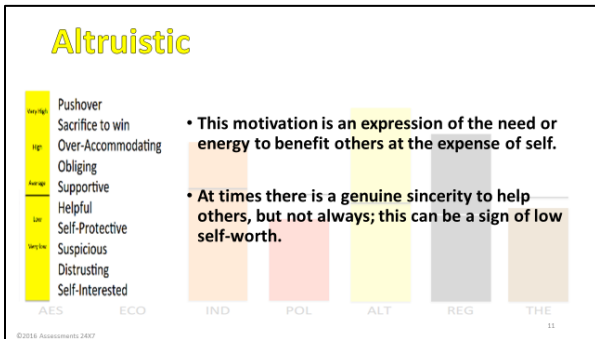 Altruistic
Very High
High
Average
Low
Very low
Pushover
Sacrifice to win
Over-Accommodating
Obliging
Supportive
Helpful
Self-Protective
Suspicious
Distrusting
Self-Interested
• This motivation is an expression of the need or
energy to benefit others at the expense of self.
• At times there is a genuine sincerity to help
others, but not always; this can be a sign of low
self-worth.
AES ECO IND POL ALT REG THE
11
©2016 Assessments 24X7